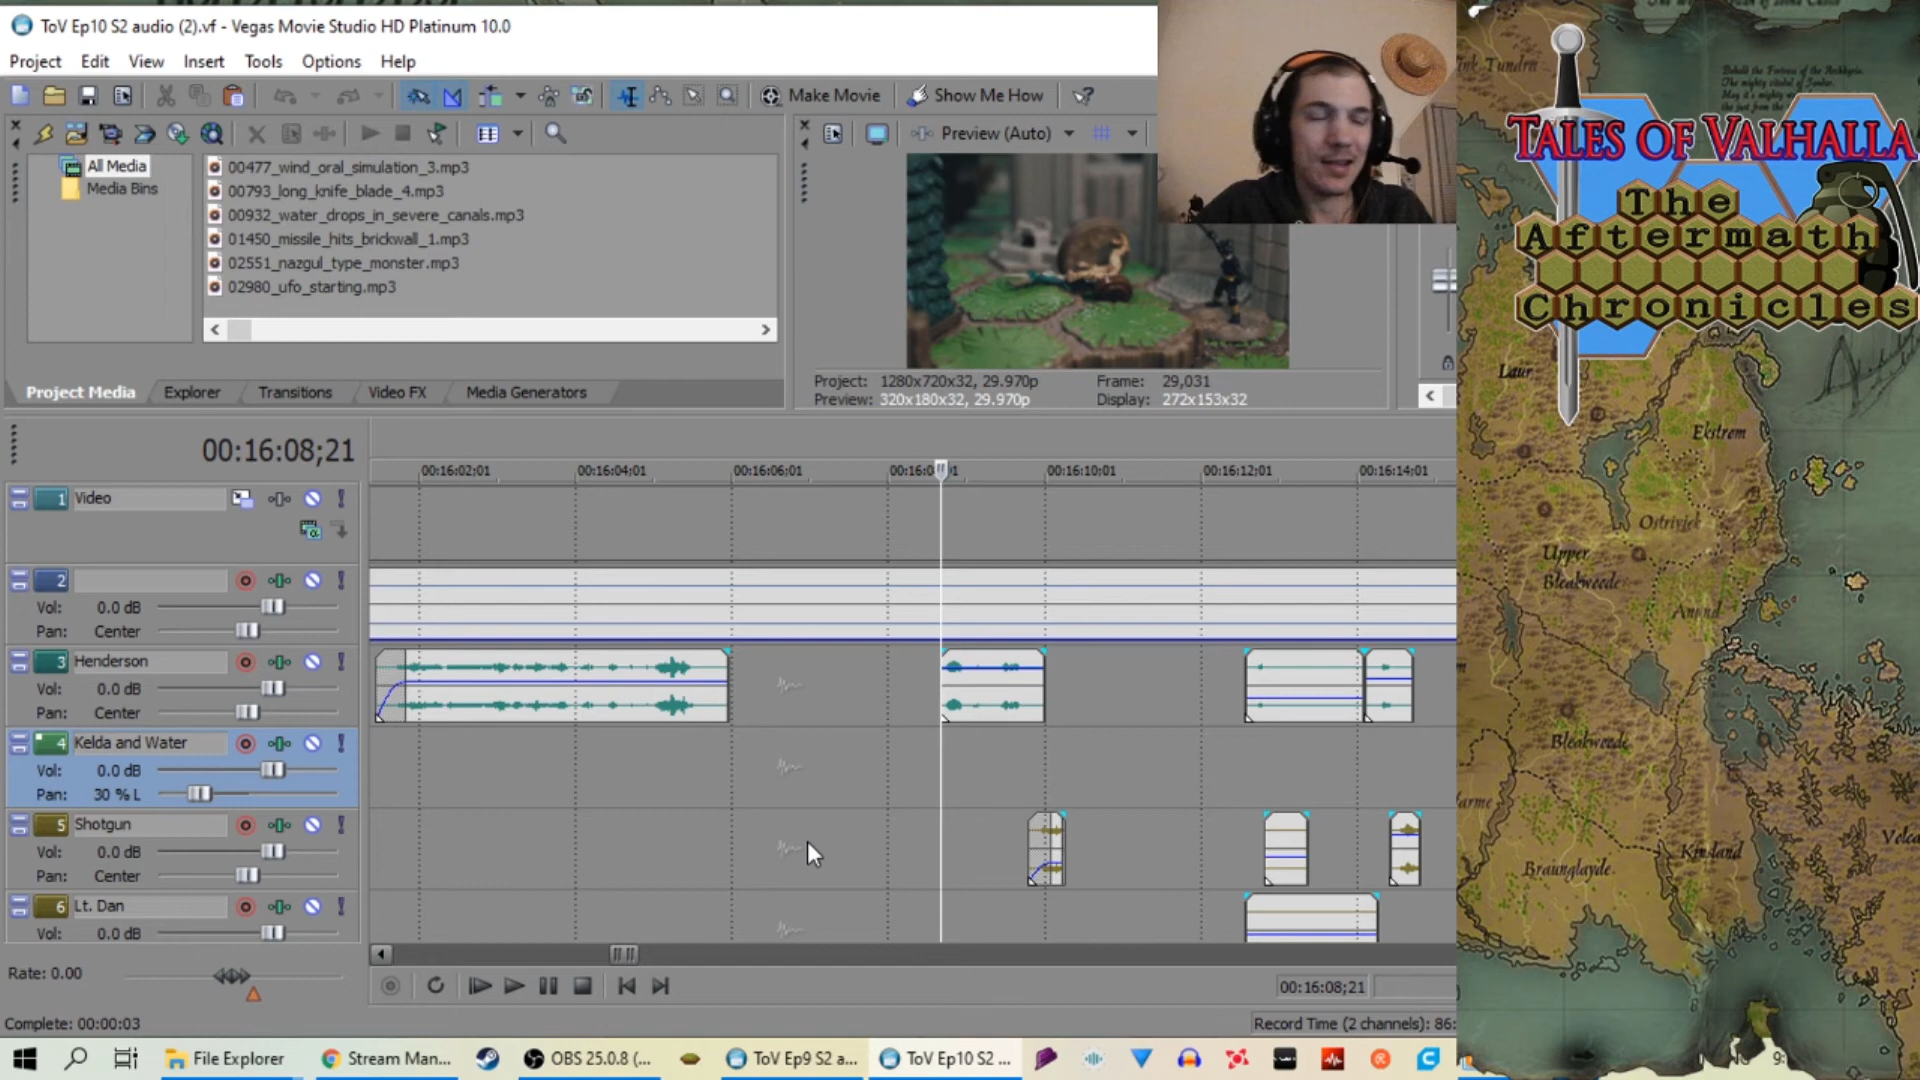 ToV Ep10 S2 audio (2).vf - Vegas Movie Studio HD Platinum 10.0
Project Edit View Insert Tools Options Help
Make Movie Show Me How
Preview (Auto)
All Media
Media Bins
00477_wind_oral_simulation_3.mp3
00793_long_knife_blade_4.mp3
00932_water_drops_in_severe_canals.mp3
01450_missile_hits_brickwall_1.mp3
02551_nazgul_type_monster.mp3
02980_ufo_starting.mp3
Project Media Explorer Transitions Video FX Media Generators
Project: 1280x720x32, 29.970p Frame: 29,031
Preview: 320x180x32, 29.970p Display: 272x153x32
00:16:08;21
00:16:02;01 00:16:04;01 00:16:06;01 00:16:10;01 00:16:12;01 00:16:14;01
1 Video
2
Vol: 0.0 dB
Pan: Center
3 Henderson
Vol: 0.0 dB
Pan: Center
4 Kelda and Water
Vol: 0.0 dB
Pan: 30 % L
5 Shotgun
Vol: 0.0 dB
Pan: Center
6 Lt. Dan
Vol: 0.0 dB
Rate: 0.00
00:16:08;21
Complete: 00:00:03
Record Time (2 channels): 86:
File Explorer Stream Man... OBS 25.0.8 (... ToV Ep9 S2 a... ToV Ep10 S2 ...
TALES OF VALHALLA
The
Aftermath
Chronicles
Tundra
Behold the Fortress of the
Laur
Ekstrom
Ostrivick
Upper
Bleakweede
Bleakweede
Kinsland
Braunglayde